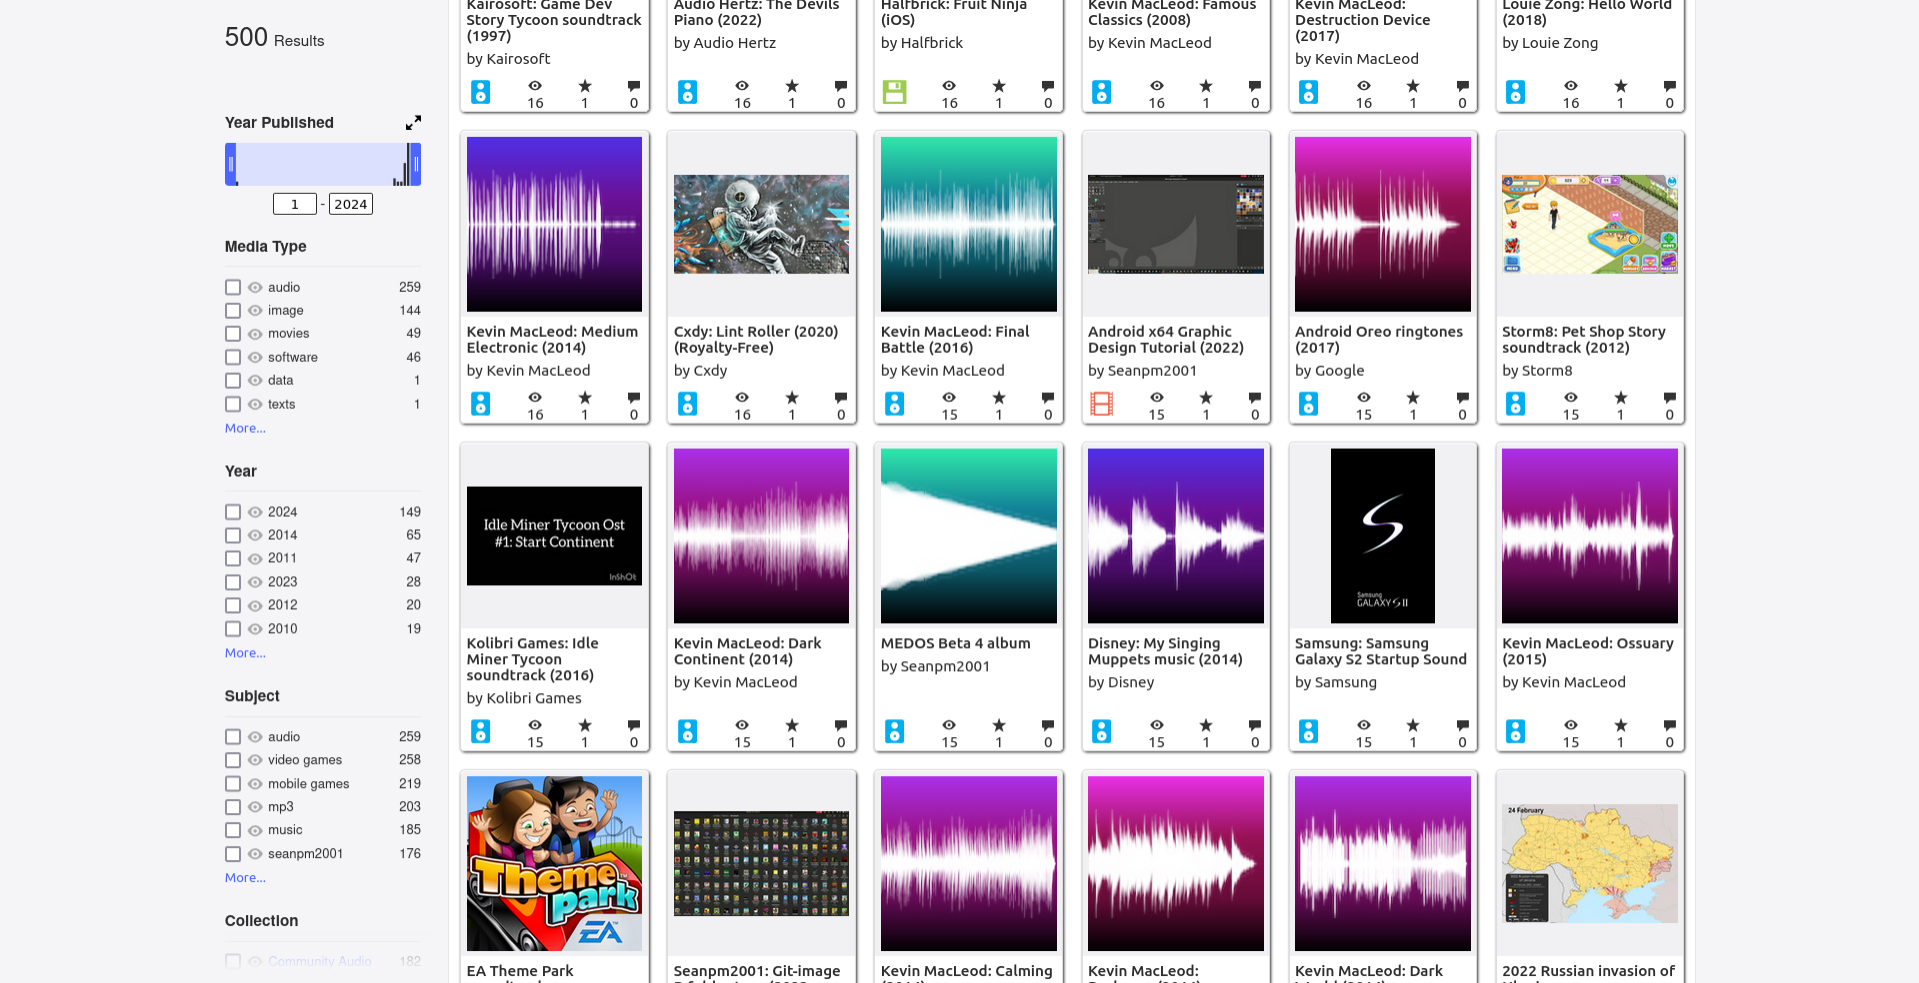 500 Results
Year Published
1 - 2024
Media Type
audio 259
image 144
movies 49
software 46
data 1
texts 1
More...
Year
2024 149
2014 65
2011 47
2023 28
2012 20
2010 19
More...
Subject
audio 259
video games 258
mobile games 219
mp3 203
music 185
seanpm2001 176
More...
Collection
Community Audio 182
Kairosoft: Game Dev
Story Tycoon soundtrack
(1997)
by Kairosoft
16 1 0
Audio Hertz: The Devils
Piano (2022)
by Audio Hertz
16 1 0
Halfbrick: Fruit Ninja
(iOS)
by Halfbrick
16 1 0
Kevin MacLeod: Famous
Classics (2008)
by Kevin MacLeod
16 1 0
Kevin MacLeod:
Destruction Device
(2017)
by Kevin MacLeod
16 1 0
Louie Zong: Hello World
(2018)
by Louie Zong
16 1 0
Kevin MacLeod: Medium
Electronic (2014)
by Kevin MacLeod
16 1 0
Cxdy: Lint Roller (2020)
(Royalty-Free)
by Cxdy
16 1 0
Kevin MacLeod: Final
Battle (2016)
by Kevin MacLeod
15 1 0
Android x64 Graphic
Design Tutorial (2022)
by Seanpm2001
15 1 0
Android Oreo ringtones
(2017)
by Google
15 1 0
Storm8: Pet Shop Story
soundtrack (2012)
by Storm8
15 1 0
Idle Miner Tycoon Ost
#1: Start Continent
InShOt
Kolibri Games: Idle
Miner Tycoon
soundtrack (2016)
by Kolibri Games
15 1 0
Kevin MacLeod: Dark
Continent (2014)
by Kevin MacLeod
15 1 0
MEDOS Beta 4 album
by Seanpm2001
15 1 0
Disney: My Singing
Muppets music (2014)
by Disney
15 1 0
Samsung
GALAXY S II
Samsung: Samsung
Galaxy S2 Startup Sound
by Samsung
15 1 0
Kevin MacLeod: Ossuary
(2015)
by Kevin MacLeod
15 1 0
Theme
park
EA
EA Theme Park
Seanpm2001: Git-image
Kevin MacLeod: Calming
Kevin MacLeod:
Kevin MacLeod: Dark
24 February
2022 Russian invasion of